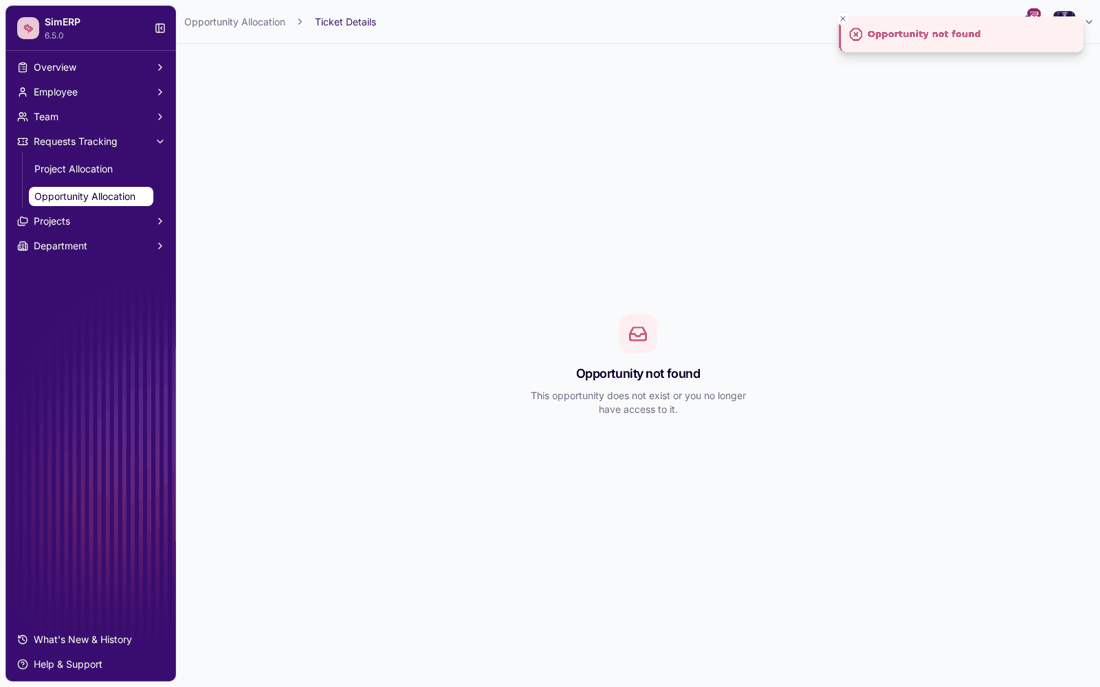 SimERP
6.5.0
Overview
Employee
Team
Requests Tracking
Project Allocation
Opportunity Allocation
Projects
Department
What's New & History
Help & Support
Opportunity Allocation
Ticket Details
Opportunity not found
Opportunity not found
This opportunity does not exist or you no longer
have access to it.